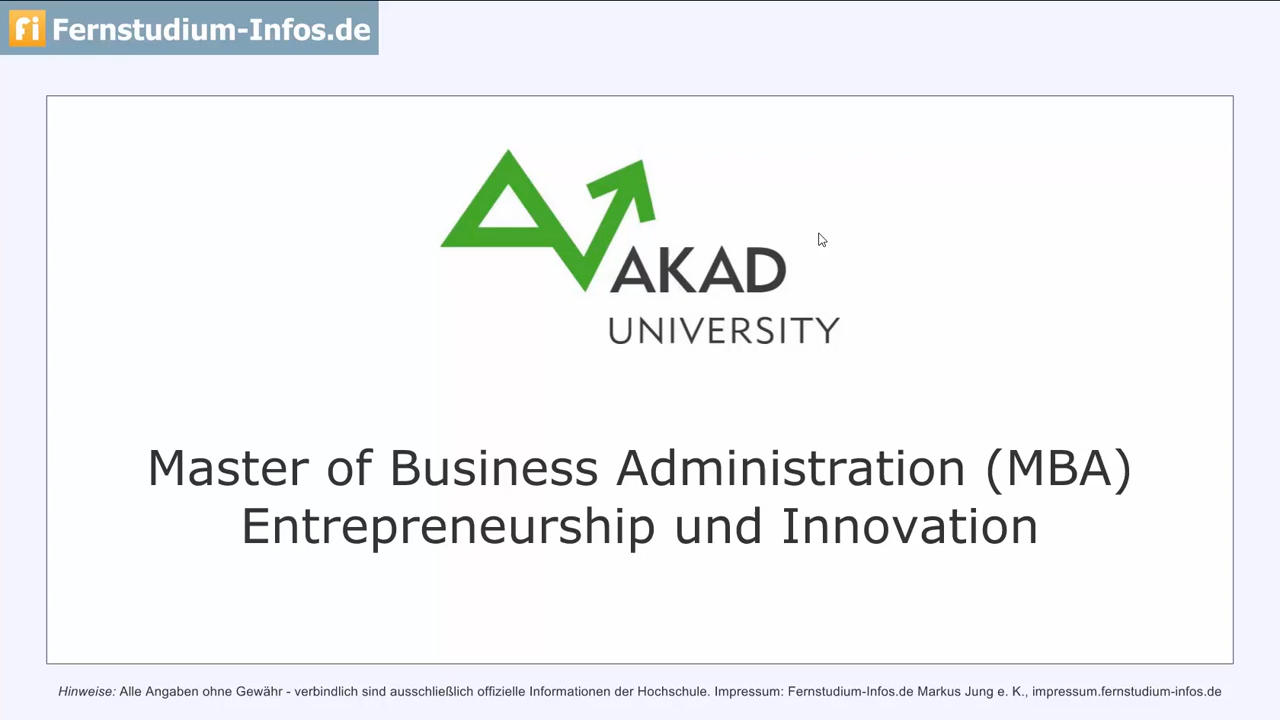 fi Fernstudium-Infos.de
AKAD
UNIVERSITY
Master of Business Administration (MBA)
Entrepreneurship und Innovation
Hinweise: Alle Angaben ohne Gewähr - verbindlich sind ausschließlich offizielle Informationen der Hochschule. Impressum: Fernstudium-Infos.de Markus Jung e. K., impressum.fernstudium-infos.de